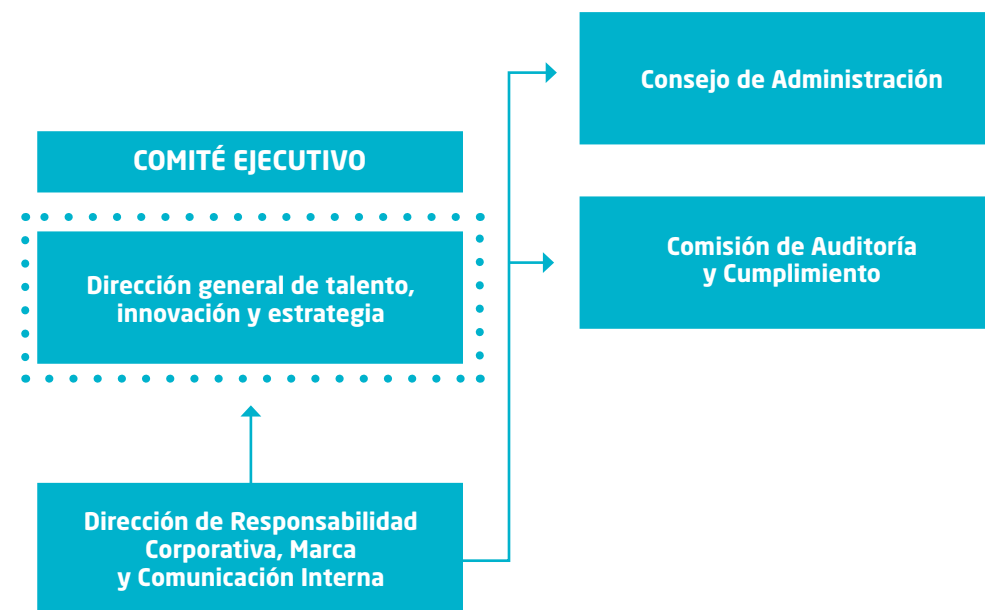 COMITÉ EJECUTIVO
Dirección general de talento,
innovación y estrategia
Dirección de Responsabilidad
Corporativa, Marca
y Comunicación Interna
Consejo de Administración
Comisión de Auditoría
y Cumplimiento